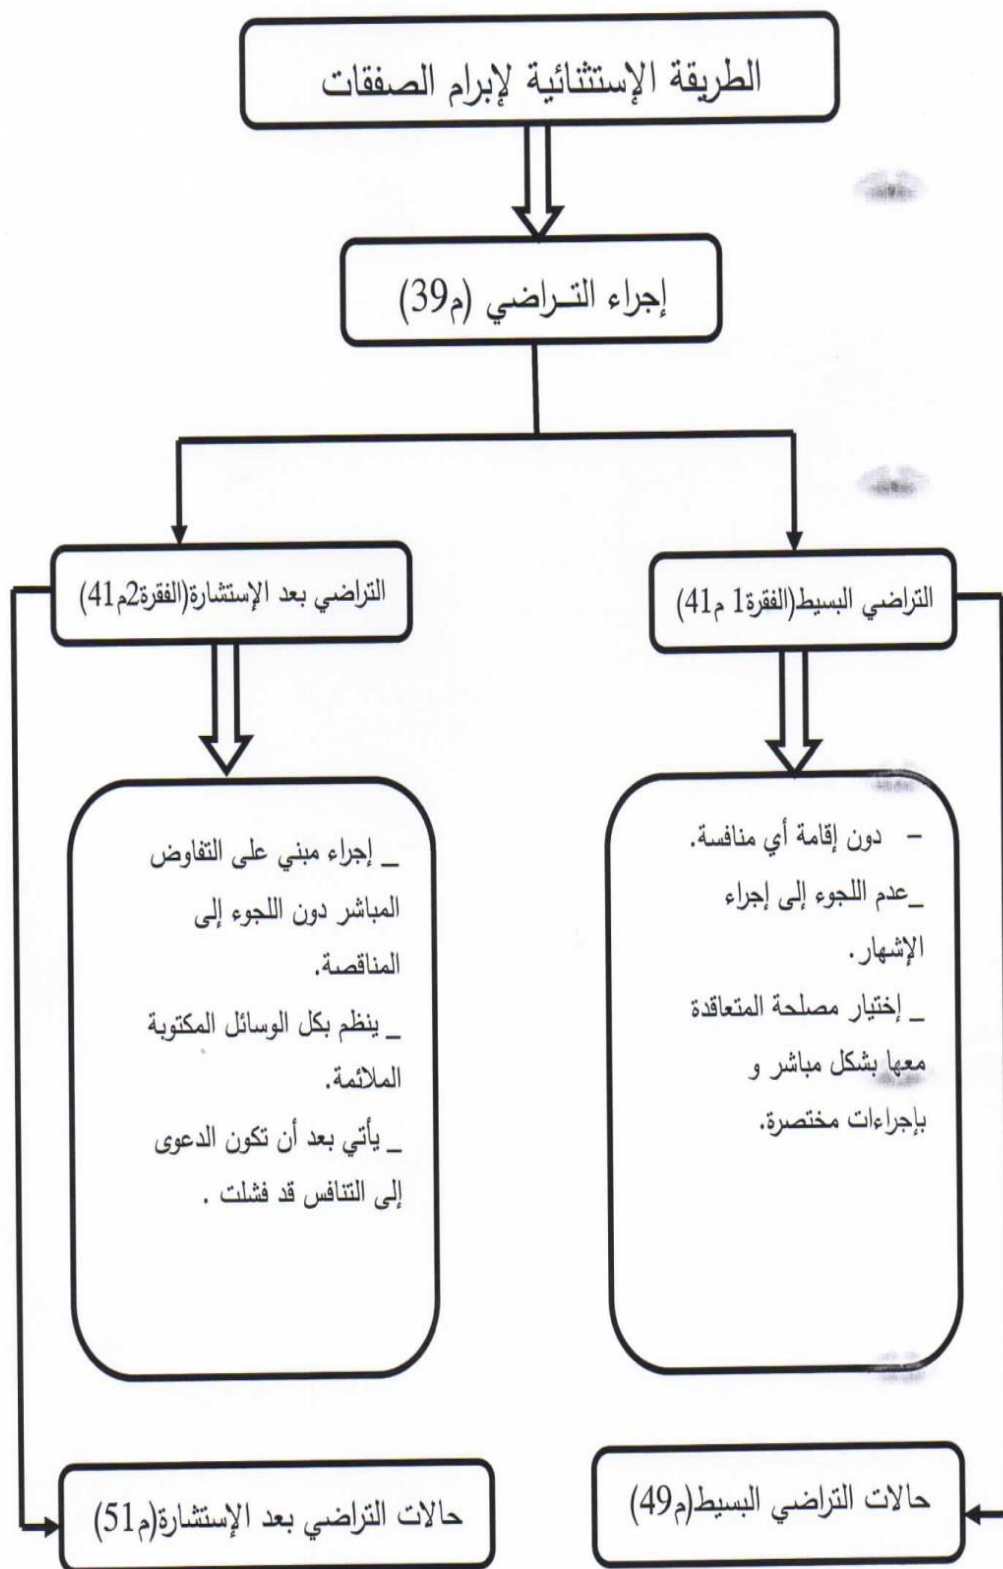 الطريقة الإستثنائية لإبرام الصفقات
إجراء التـــراضي (م39)
التراضي البسيط(الفقرة1 م41)
التراضي بعد الإستشارة(الفقرة2م41)
– دون إقامة أي منافسة.
_عدم اللجوء إلى إجراء
الإشهار.
_ إختيار مصلحة المتعاقدة
معها بشكل مباشر و
بإجراءات مختصرة.
_ إجراء مبني على التفاوض
المباشر دون اللجوء إلى
المناقصة.
_ ينظم بكل الوسائل المكتوبة
الملائمة.
_ يأتي بعد أن تكون الدعوى
إلى التنافس قد فشلت .
حالات التراضي البسيط(م49)
حالات التراضي بعد الإستشارة(م51)